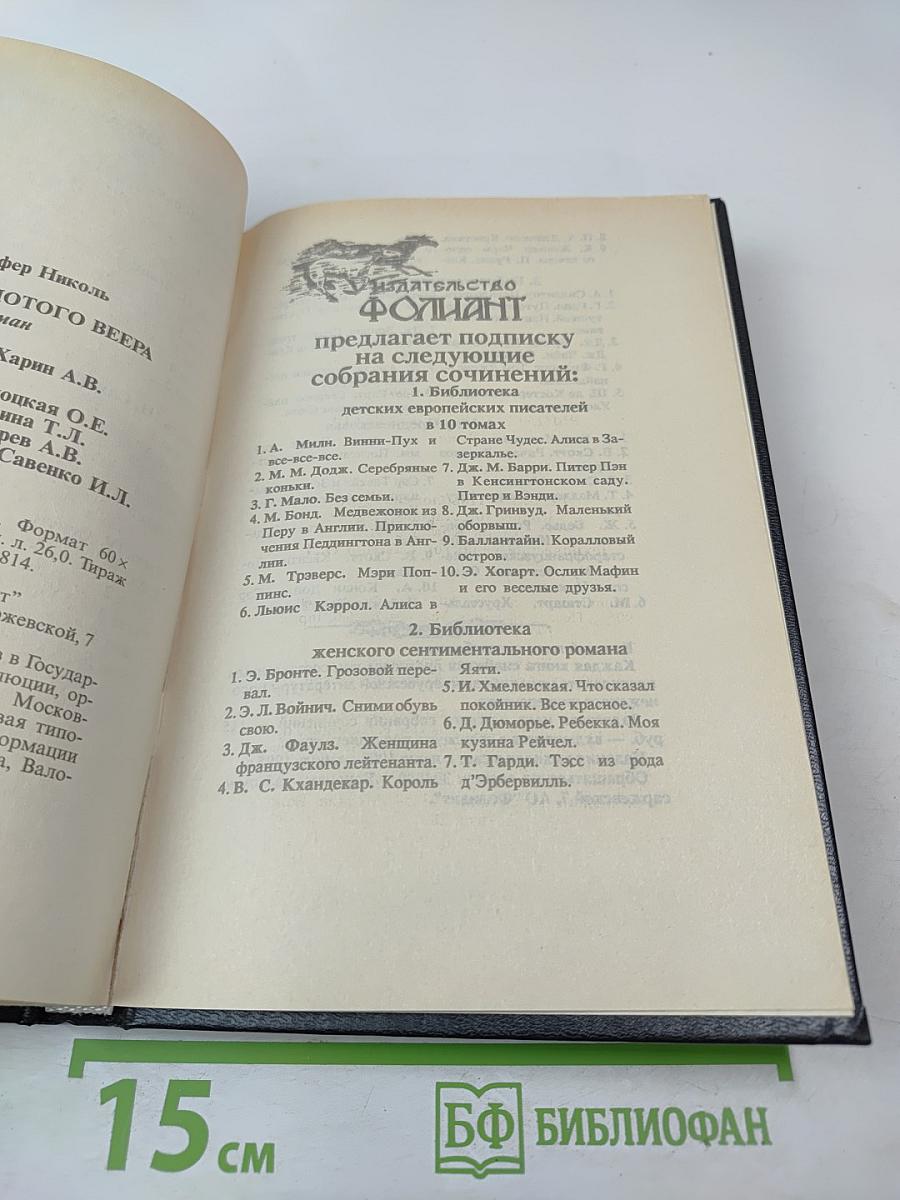 фер Николь
ЛОТОГО ВЕЕРА
ман
Харин А.В.
оцкая О.Е.
ина Т.Л.
рев А.В.
Савенко И.Л.
Формат 60 ×
л. 26,0. Тираж
814.
т"
ржевской, 7
в в Государ-
люции, ор-
Москов-
вая типо-
ормации
а, Вало-
ИЗДАТЕЛЬСТВО
ФОЛИАНТ
предлагает подписку
на следующие
собрания сочинений:
1. Библиотека
детских европейских писателей
в 10 томах
1. А. Милн. Винни-Пух и
все-все-все.
2. М. М. Додж. Серебряные
коньки.
3. Г. Мало. Без семьи.
4. М. Бонд. Медвежонок из
Перу в Англии. Приклю-
чения Педдингтона в Анг-
лии.
5. М. Трэверс. Мэри Поп-
пинс.
6. Льюис Кэррол. Алиса в
Стране Чудес. Алиса в За-
зеркалье.
7. Дж. М. Барри. Питер Пэн
в Кенсингтонском саду.
Питер и Вэнди.
8. Дж. Гринвуд. Маленький
оборвыш.
9. Баллантайн. Коралловый
остров.
10. Э. Хогарт. Ослик Мафин
и его веселые друзья.
2. Библиотека
женского сентиментального романа
1. Э. Бронте. Грозовой пере-
вал.
2. Э. Л. Войнич. Сними обувь
свою.
3. Дж. Фаулз. Женщина
французского лейтенанта.
4. В. С. Кхандекар. Король
Яяти.
5. И. Хмелевская. Что сказал
покойник. Все красное.
6. Д. Дюморье. Ребекка. Моя
кузина Рейчел.
7. Т. Гарди. Тэсс из рода
д'Эрбервилль.
15 см
БФ БИБЛИОФАН